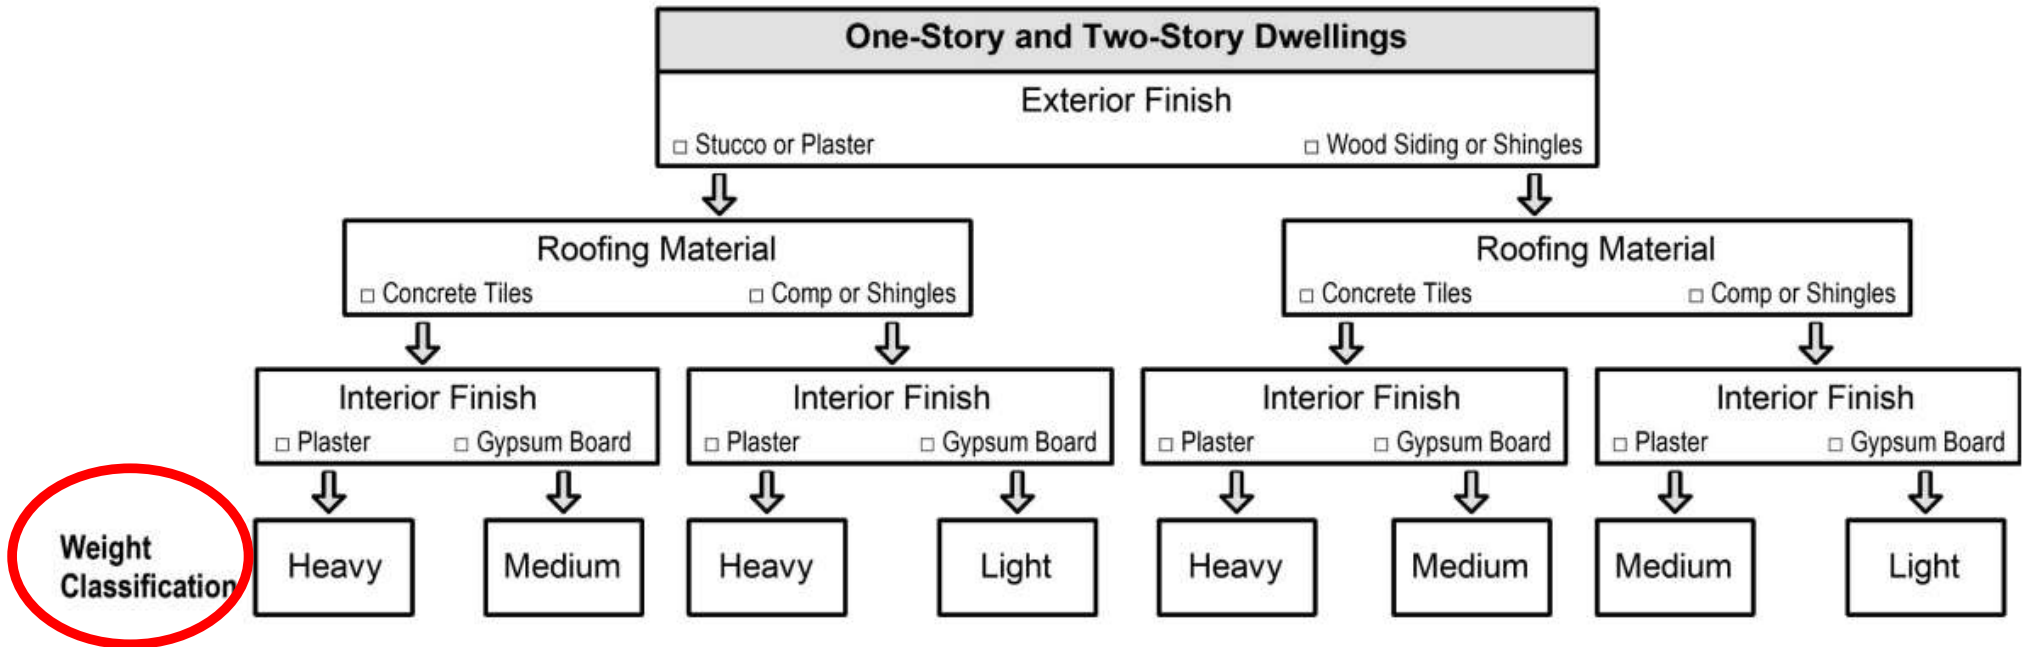 One-Story and Two-Story Dwellings
Exterior Finish
□ Stucco or Plaster □ Wood Siding or Shingles
Roofing Material
□ Concrete Tiles □ Comp or Shingles
Roofing Material
□ Concrete Tiles □ Comp or Shingles
Interior Finish
□ Plaster □ Gypsum Board
Interior Finish
□ Plaster □ Gypsum Board
Interior Finish
□ Plaster □ Gypsum Board
Interior Finish
□ Plaster □ Gypsum Board
Weight
Classification
Heavy
Medium
Heavy
Light
Heavy
Medium
Medium
Light